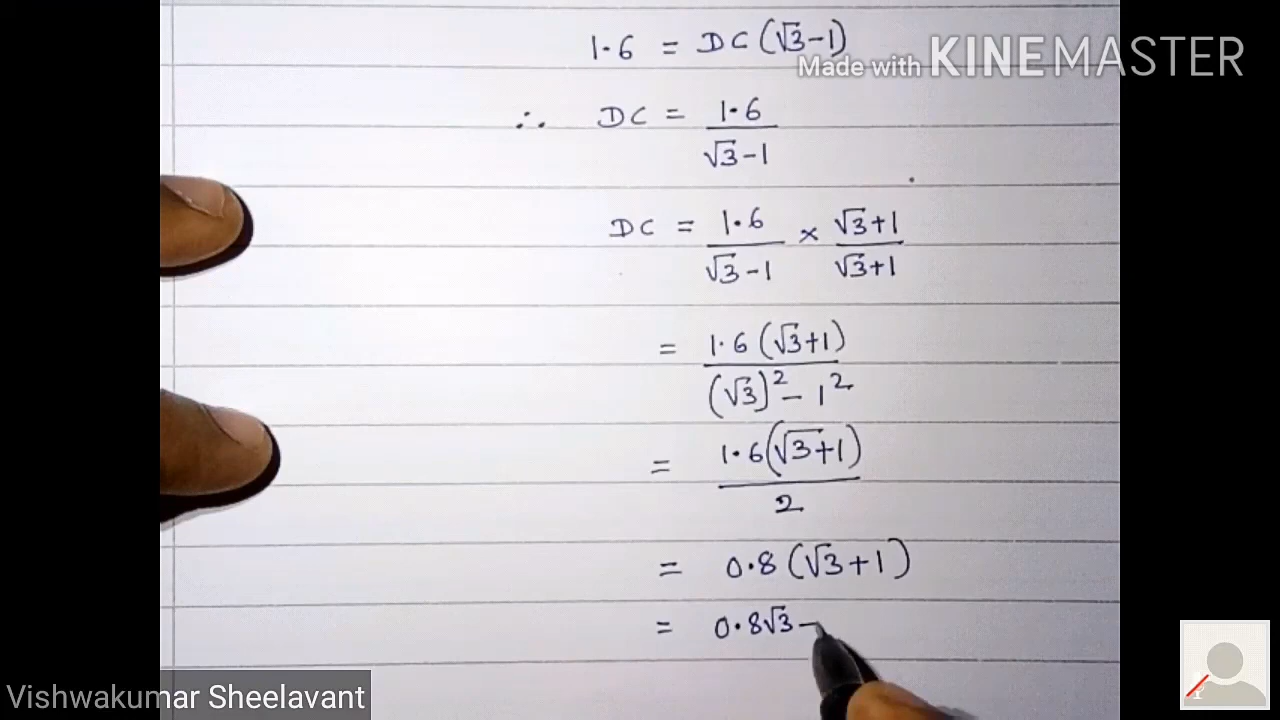 1.6 = DC(√3-1)
Made with KINEMASTER
∴ DC = 1.6 / √3-1
DC = 1.6 / √3-1 × √3+1 / √3+1
= 1.6(√3+1) / (√3)² - 1²
= 1.6(√3+1) / 2
= 0.8(√3+1)
= 0.8√3 -
Vishwakumar Sheelavant